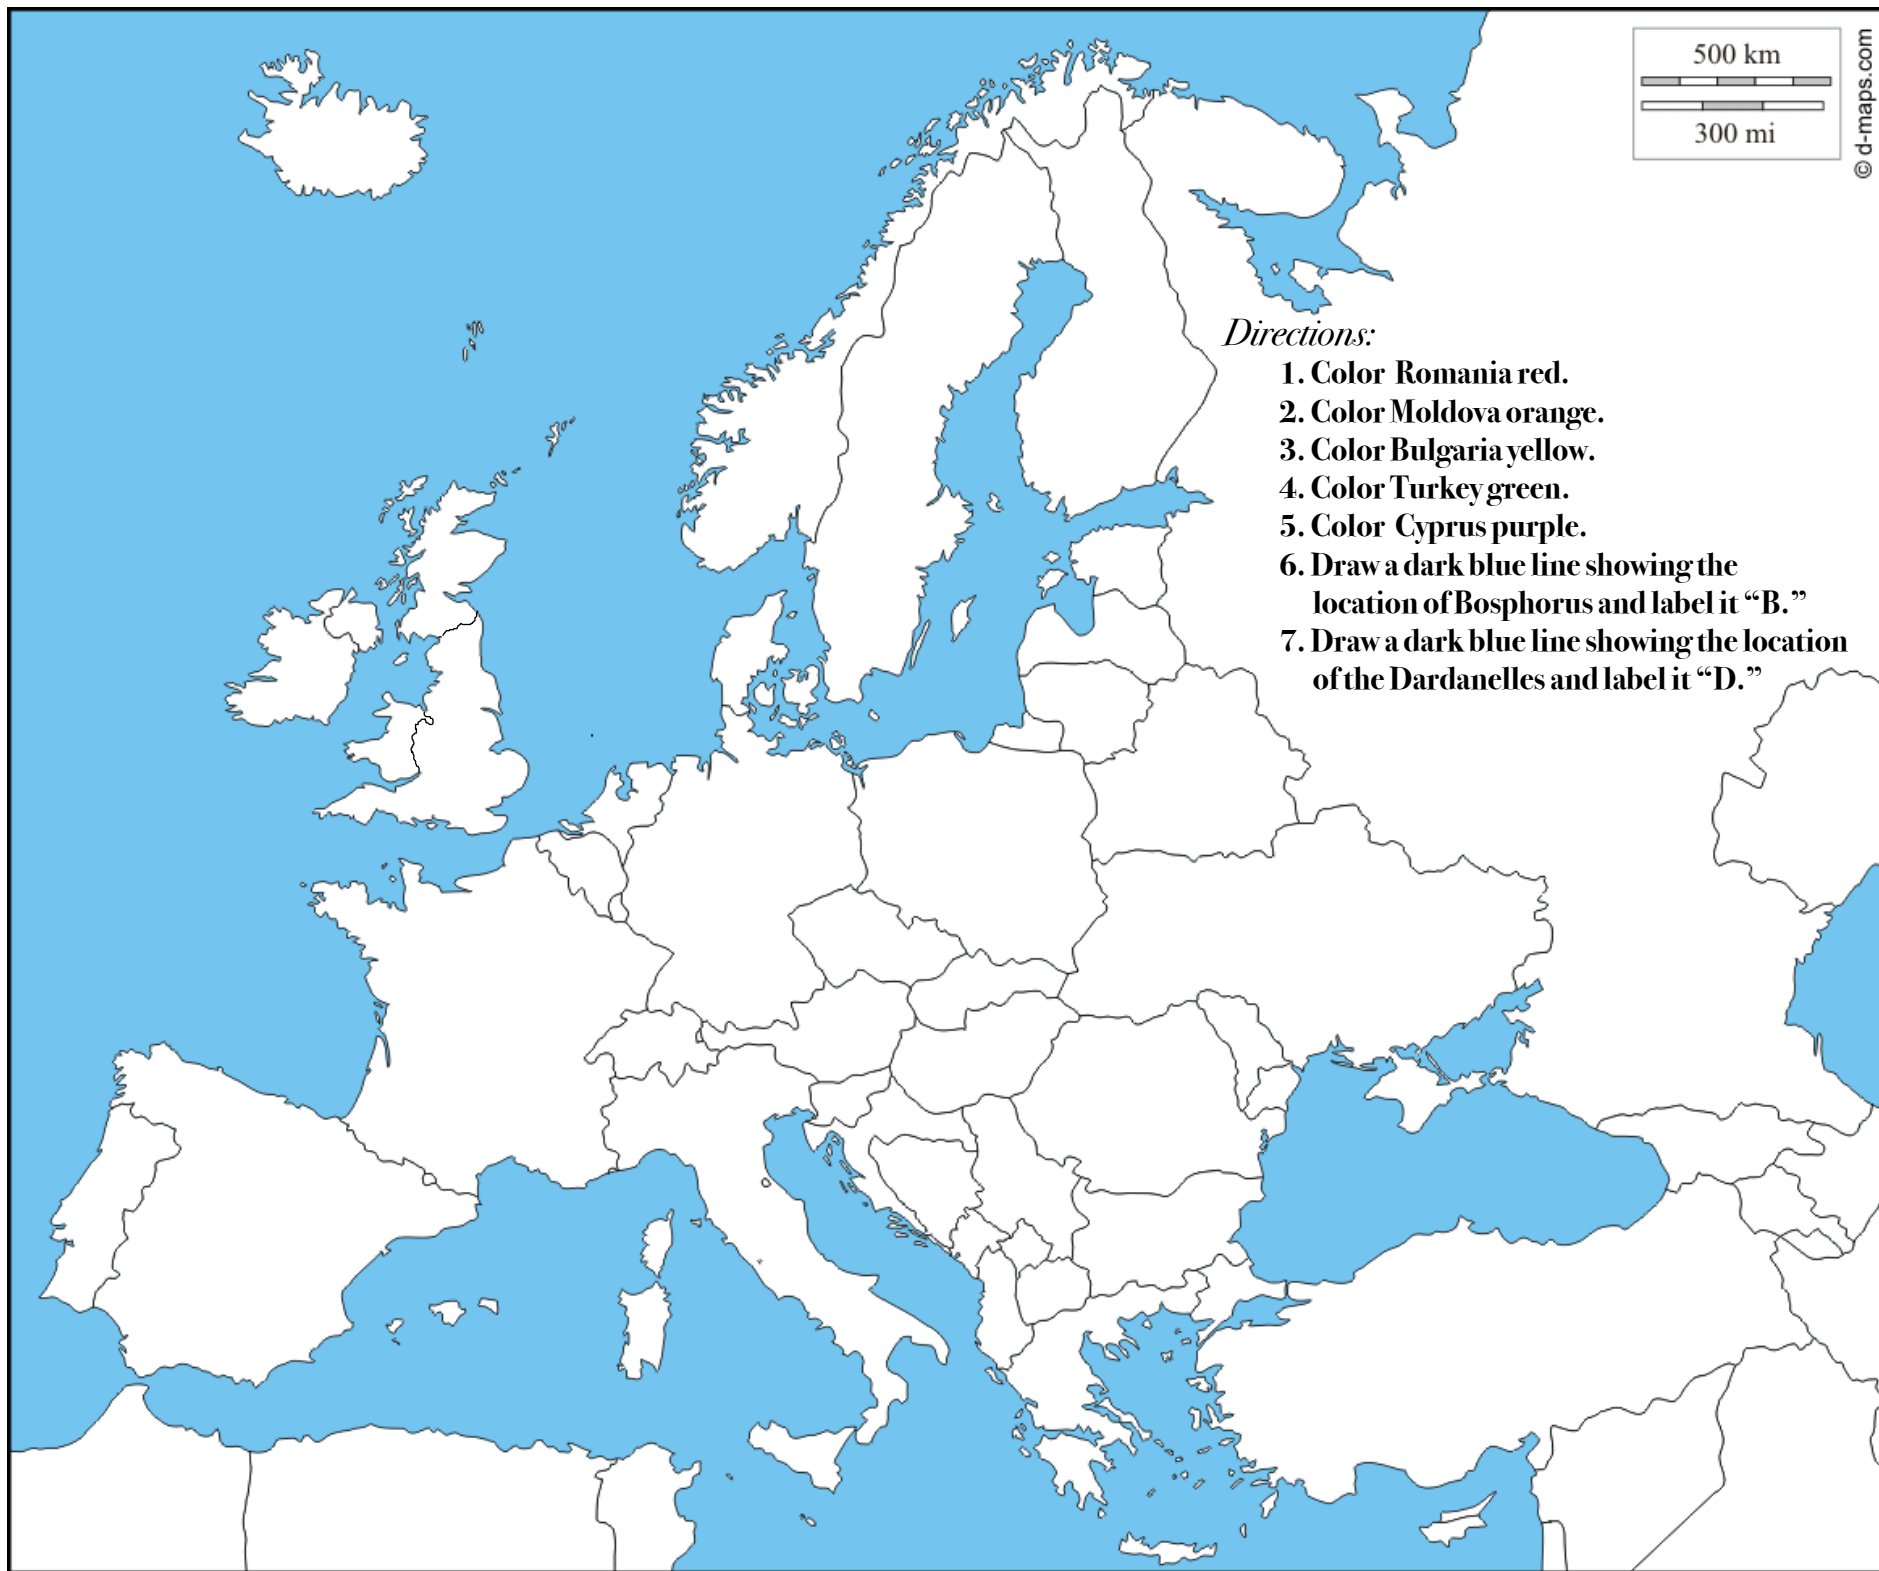 500 km
300 mi
© d-maps.com
Directions:
1. Color Romania red.
2. Color Moldova orange.
3. Color Bulgaria yellow.
4. Color Turkey green.
5. Color Cyprus purple.
6. Draw a dark blue line showing the
location of Bosphorus and label it “B.”
7. Draw a dark blue line showing the location
of the Dardanelles and label it “D.”